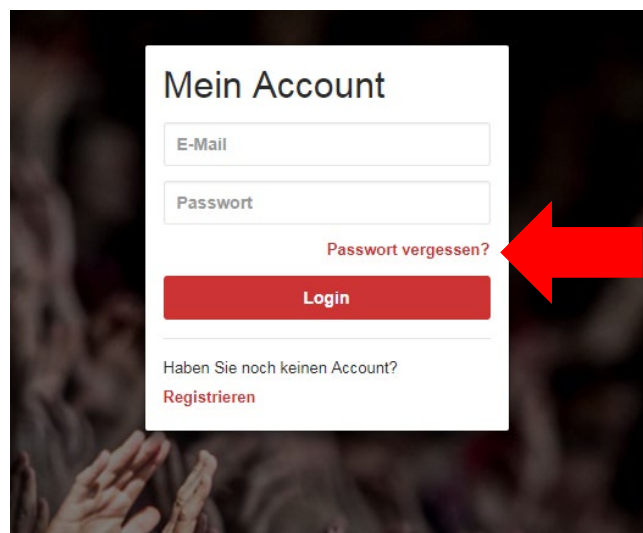 Mein Account
E-Mail
Passwort
Passwort vergessen?
Login
Haben Sie noch keinen Account?
Registrieren